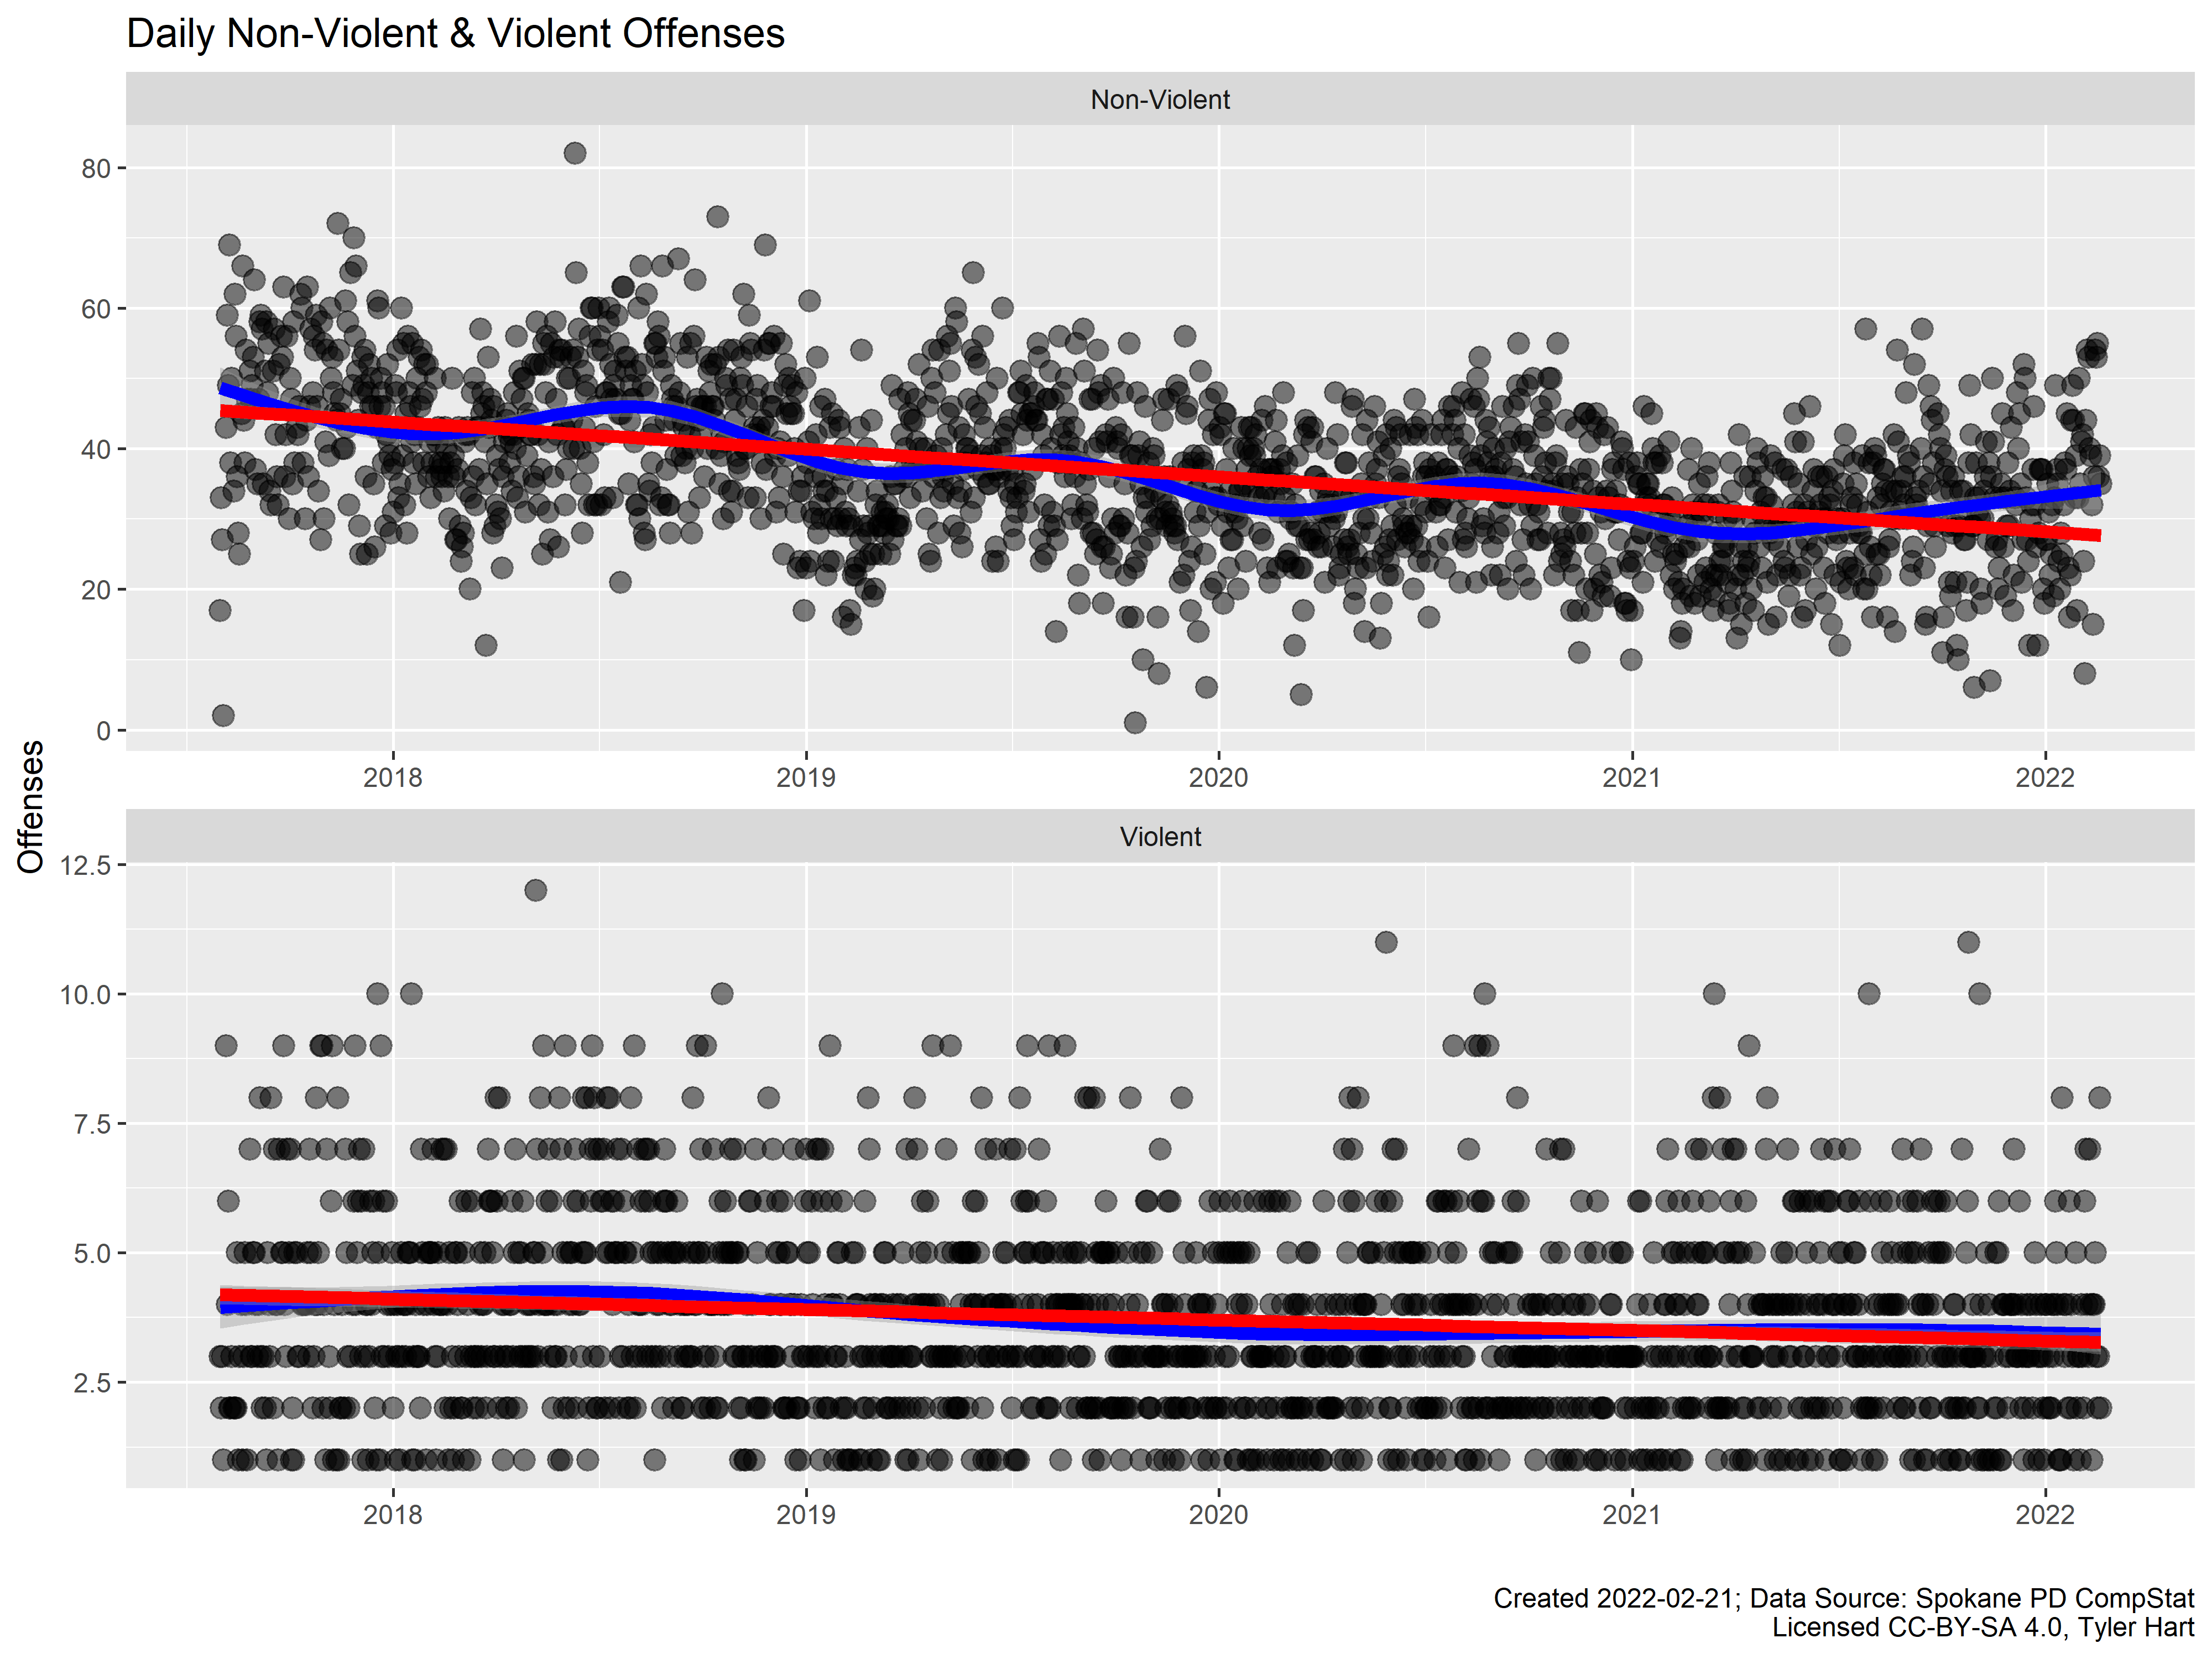 Daily Non-Violent & Violent Offenses
Non-Violent
80
60
40
20
0
2018 2019 2020 2021 2022
Offenses
Violent
12.5
10.0
7.5
5.0
2.5
2018 2019 2020 2021 2022
Created 2022-02-21; Data Source: Spokane PD CompStat
Licensed CC-BY-SA 4.0, Tyler Hart